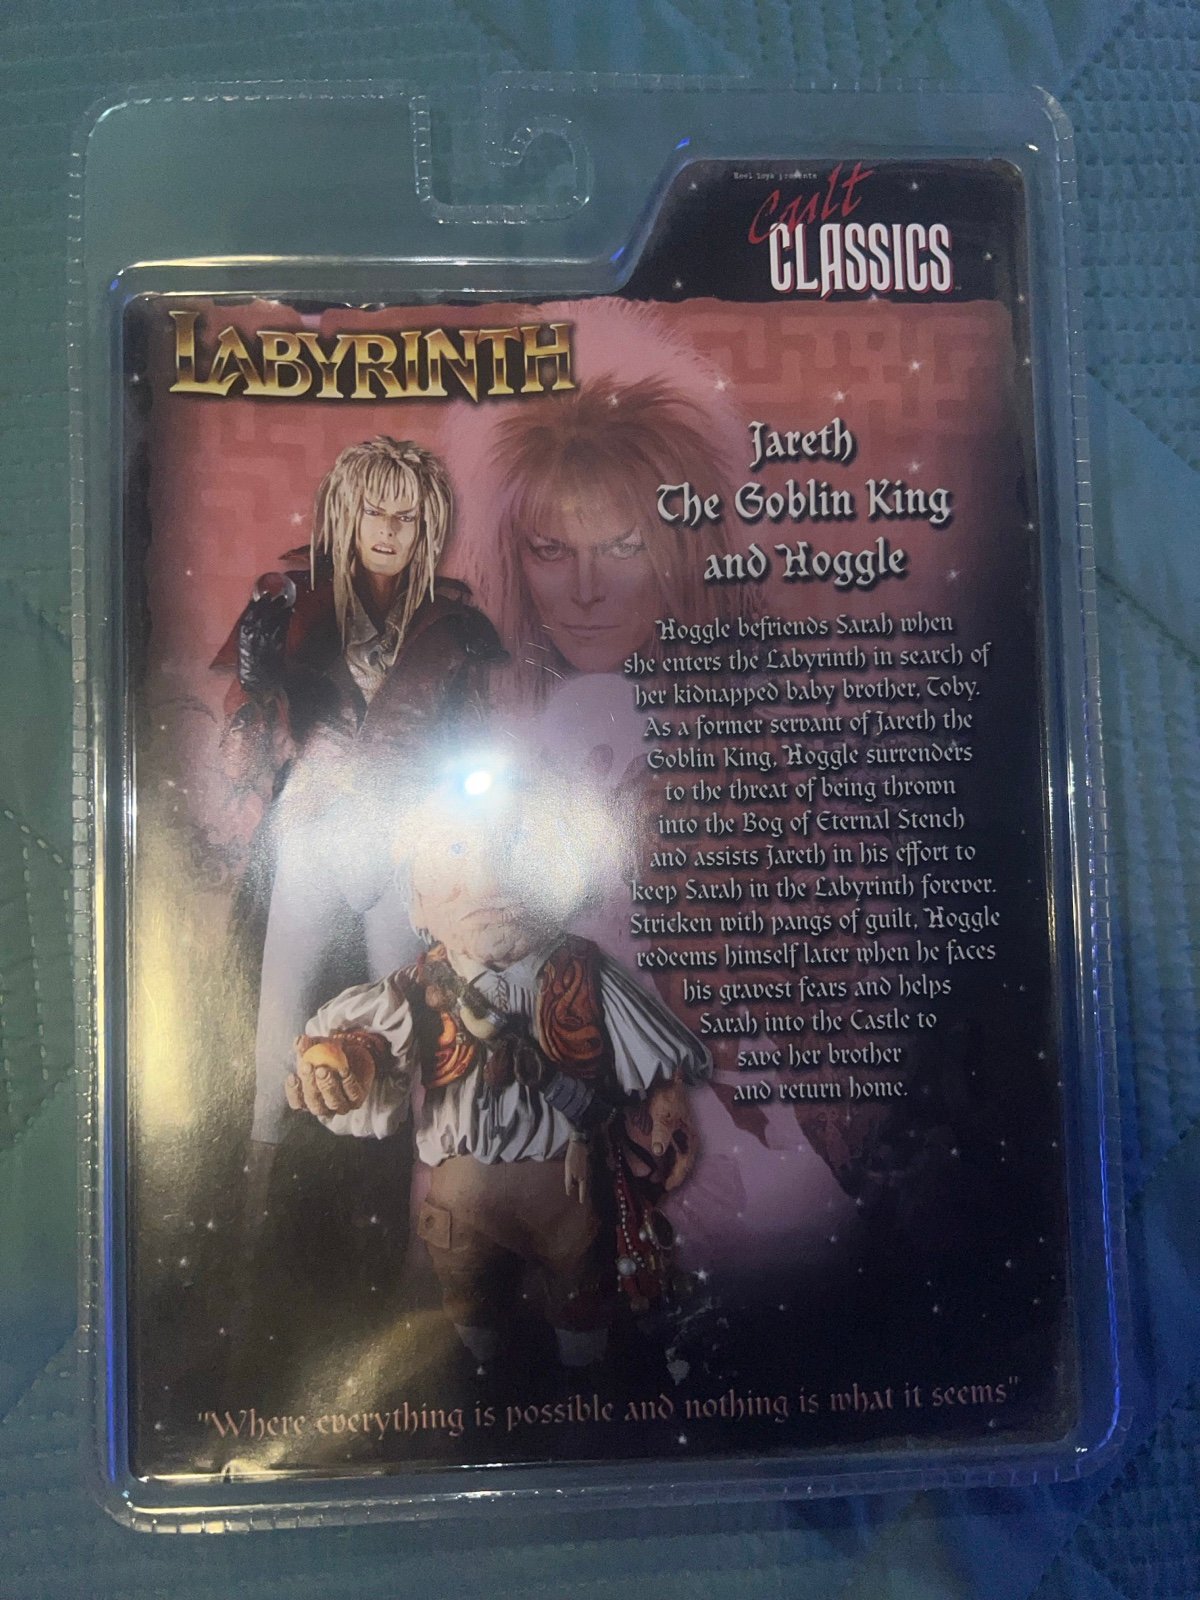 Reel Toys presents
Cult
CLASSICS
LABYRINTH
Jareth
The Goblin King
and Hoggle
Hoggle befriends Sarah when
she enters the Labyrinth in search of
her kidnapped baby brother, Toby.
As a former servant of Jareth the
Goblin King, Hoggle surrenders
to the threat of being thrown
into the Bog of Eternal Stench
and assists Jareth in his effort to
keep Sarah in the Labyrinth forever.
Stricken with pangs of guilt, Hoggle
redeems himself later when he faces
his gravest fears and helps
Sarah into the Castle to
save her brother
and return home.
"Where everything is possible and nothing is what it seems"